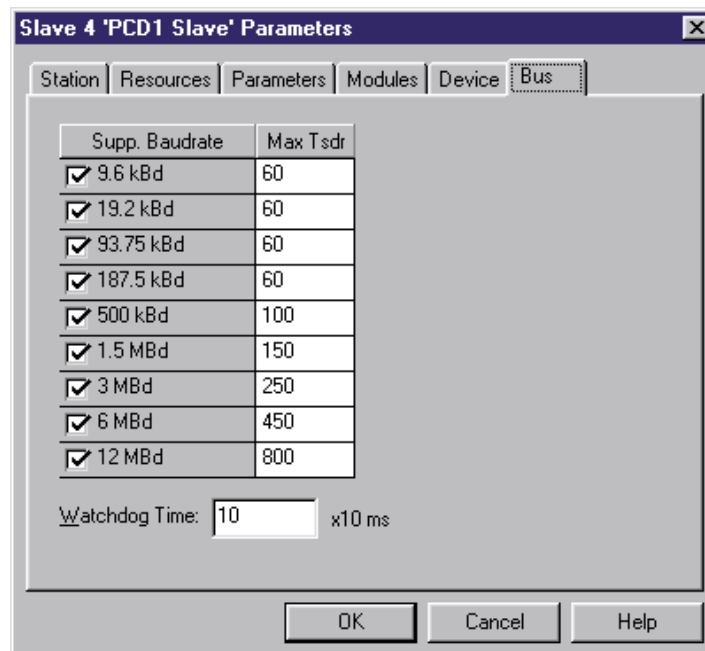 Slave 4 'PCD1 Slave' Parameters
Station Resources Parameters Modules Device Bus
Supp. Baudrate Max Tsdr
9.6 kBd 60
19.2 kBd 60
93.75 kBd 60
187.5 kBd 60
500 kBd 100
1.5 MBd 150
3 MBd 250
6 MBd 450
12 MBd 800
Watchdog Time: 10 x10 ms
OK Cancel Help